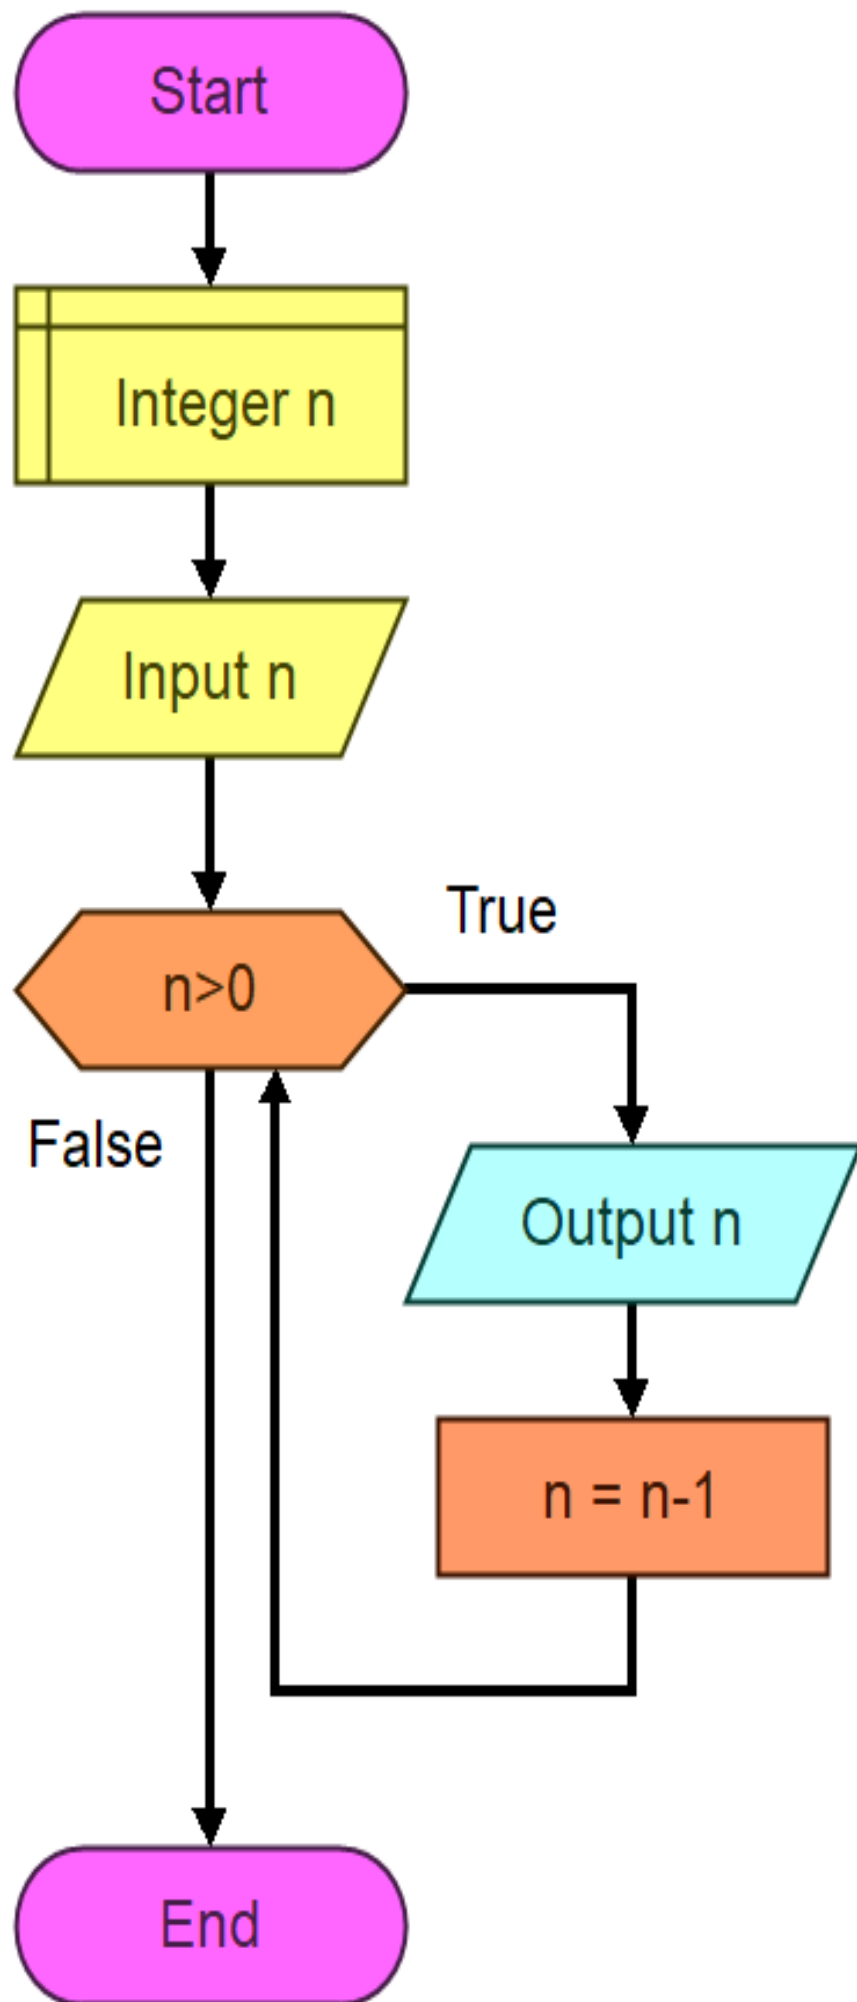 Start
Integer n
Input n
n>0
True
False
Output n
n = n-1
End